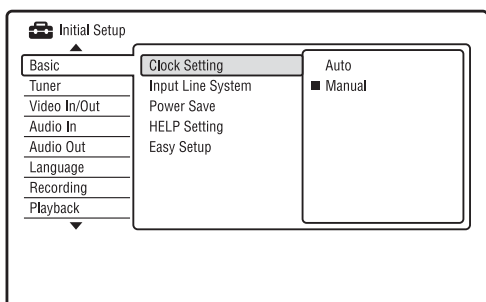 Initial Setup
Basic
Tuner
Video In/Out
Audio In
Audio Out
Language
Recording
Playback
Clock Setting
Input Line System
Power Save
HELP Setting
Easy Setup
Auto
Manual